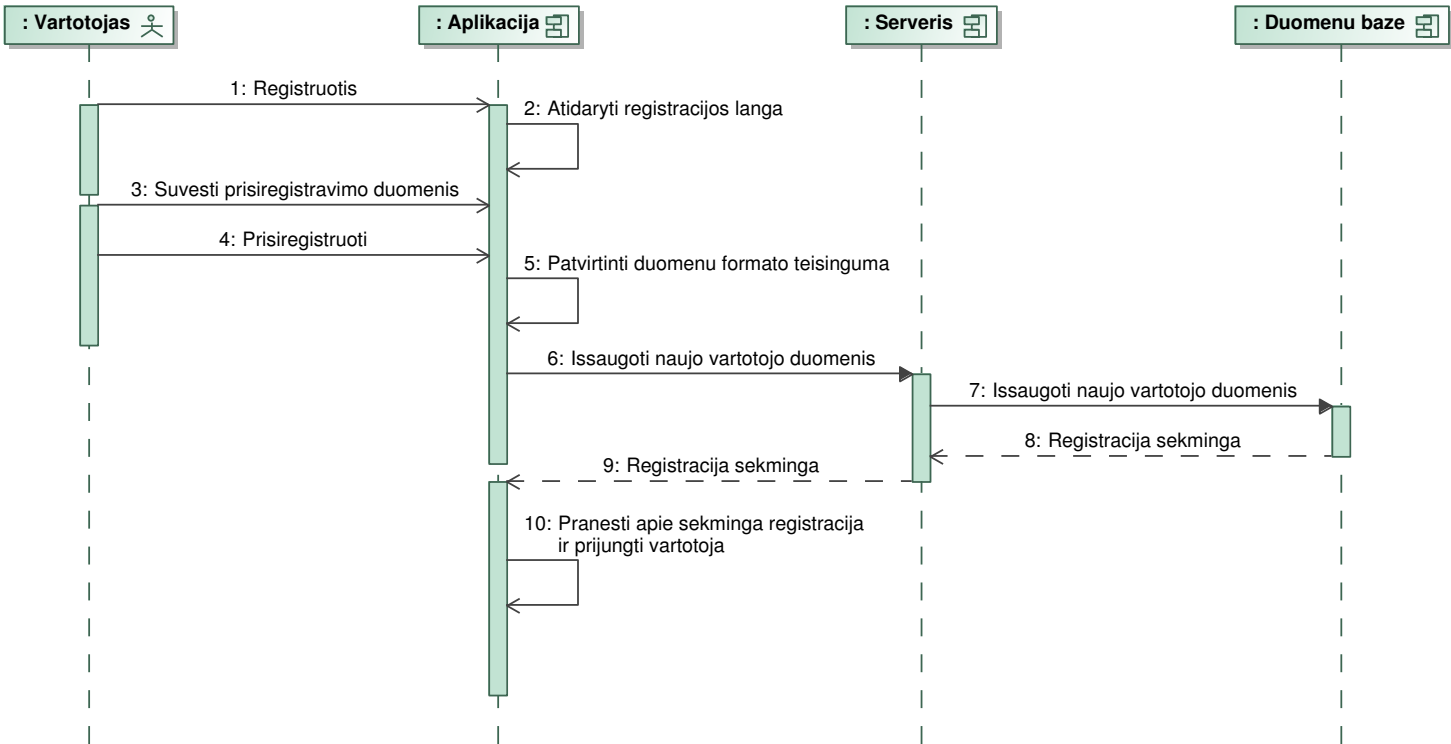 : Vartotojas
: Aplikacija
: Serveris
: Duomenu baze
1: Registruotis
2: Atidaryti registracijos langa
3: Suvesti prisiregistravimo duomenis
4: Prisiregistruoti
5: Patvirtinti duomenu formato teisinguma
6: Issaugoti naujo vartotojo duomenis
7: Issaugoti naujo vartotojo duomenis
8: Registracija sekminga
9: Registracija sekminga
10: Pranesti apie sekminga registracija
ir prijungti vartotoja